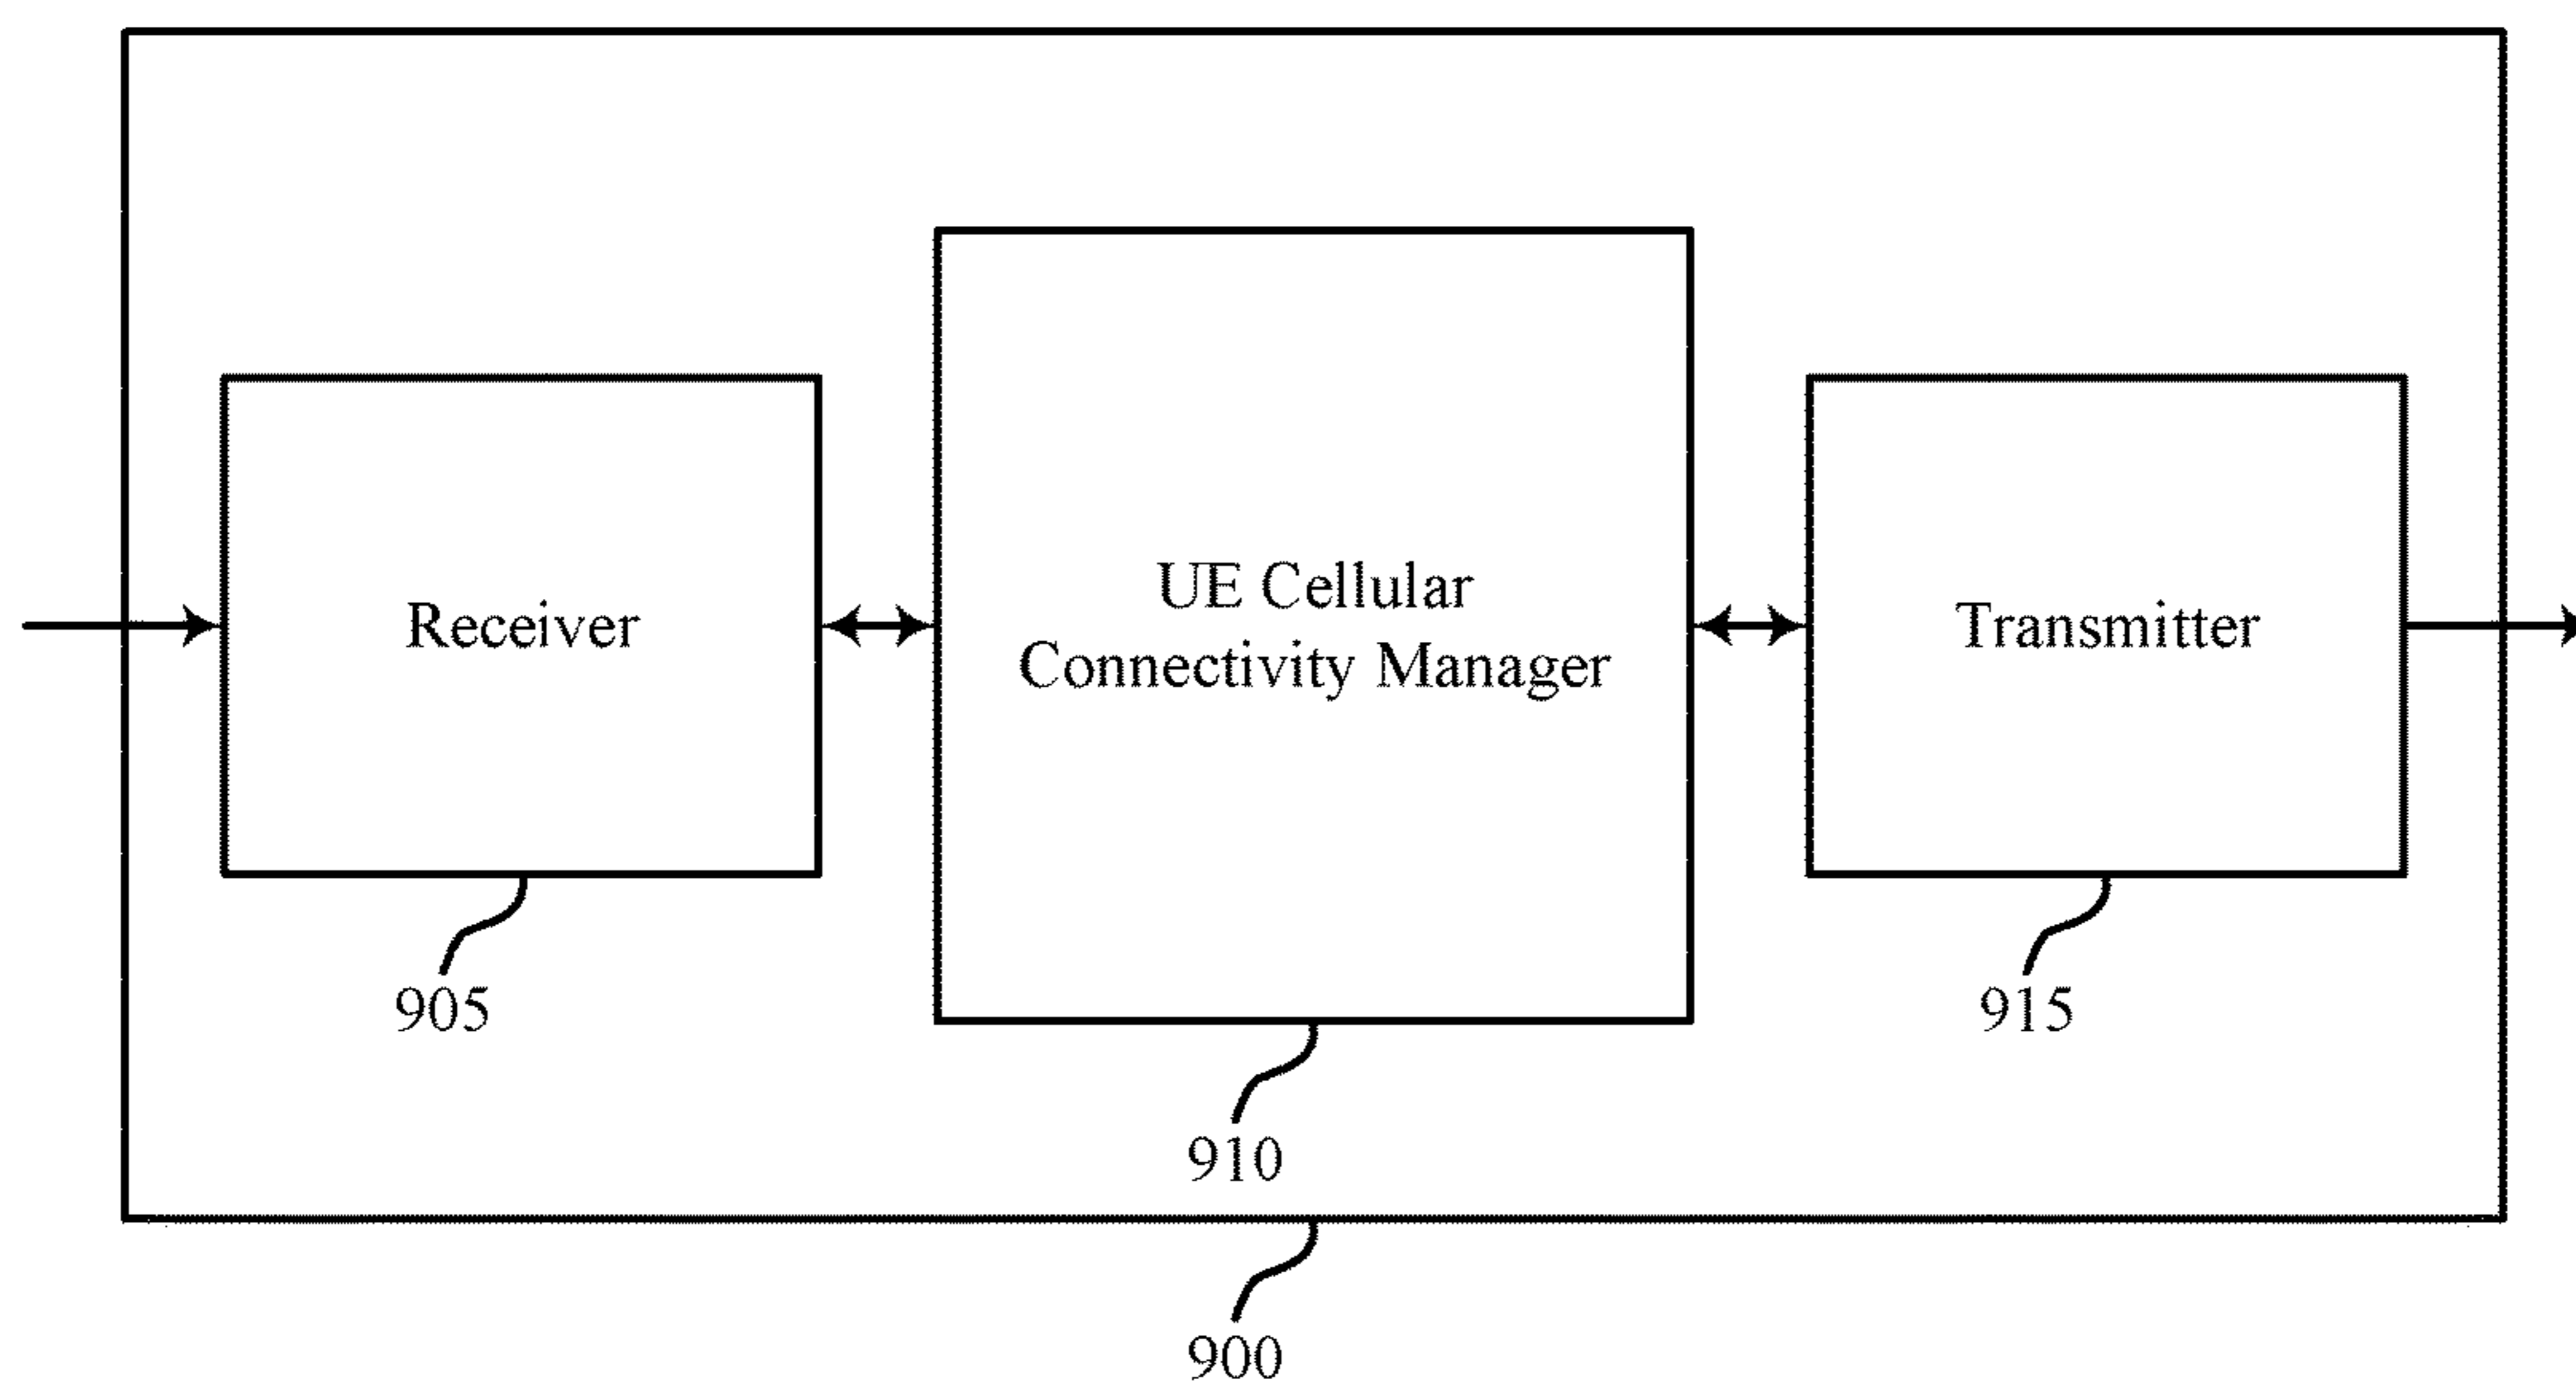 Receiver
UE Cellular
Connectivity Manager
Transmitter
905
915
910
900